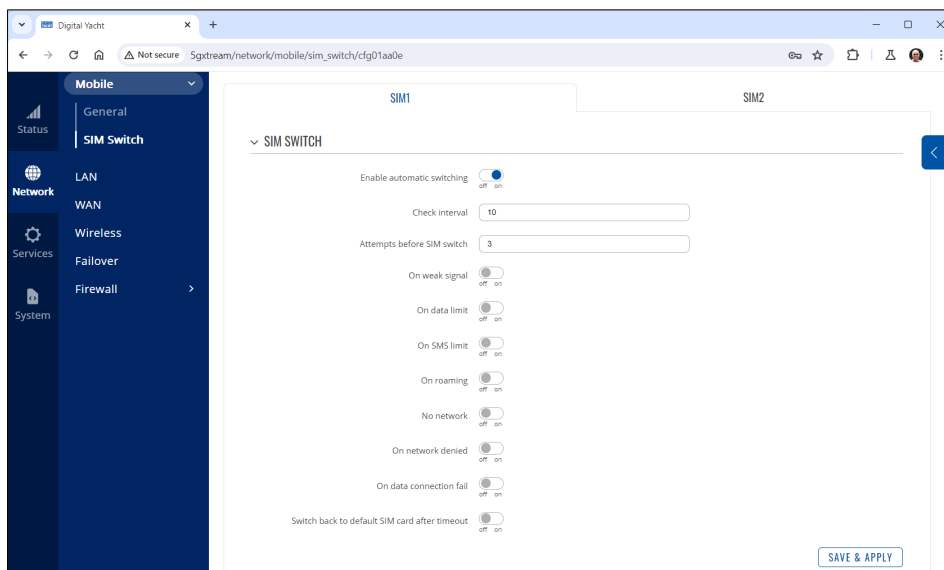 Digital Yacht
Not secure 5gxtream/network/mobile/sim_switch/cfg01aa0e
Status
Network
Services
System
Mobile
General
SIM Switch
LAN
WAN
Wireless
Failover
Firewall
SIM1 SIM2
SIM SWITCH
Enable automatic switching off on
Check interval 10
Attempts before SIM switch 3
On weak signal off on
On data limit off on
On SMS limit off on
On roaming off on
No network off on
On network denied off on
On data connection fail off on
Switch back to default SIM card after timeout off on
SAVE & APPLY